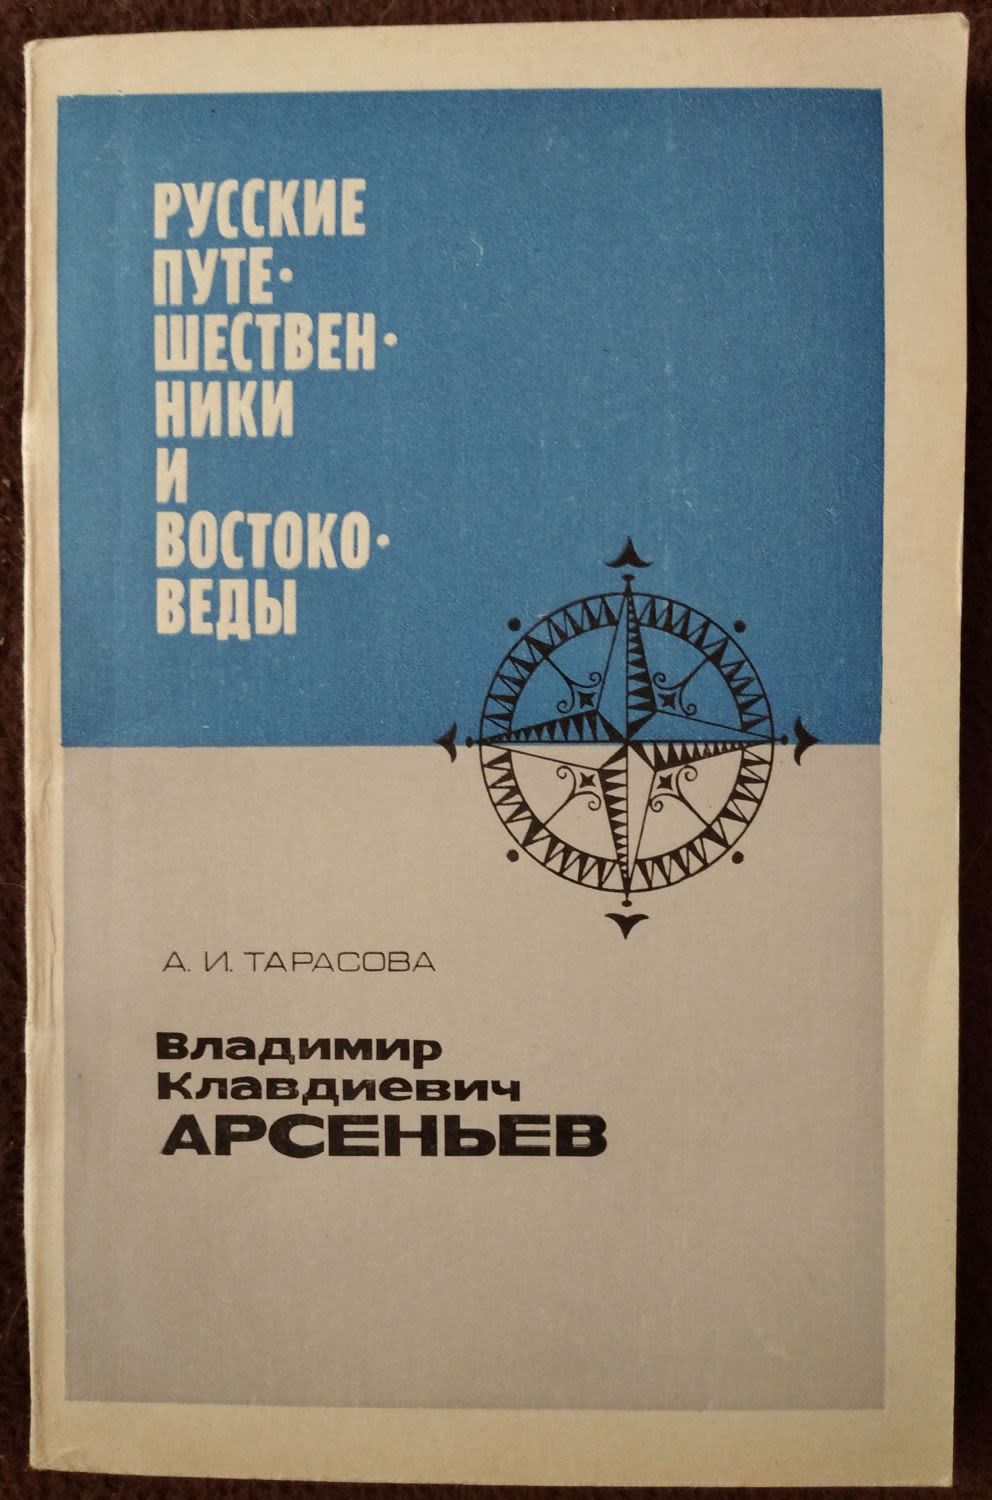 РУССКИЕ
ПУТЕ·
ШЕСТВЕН·
НИКИ
И
ВОСТОКО·
ВЕДЫ
А. И. ТАРАСОВА
Владимир
Клавдиевич
АРСЕНЬЕВ